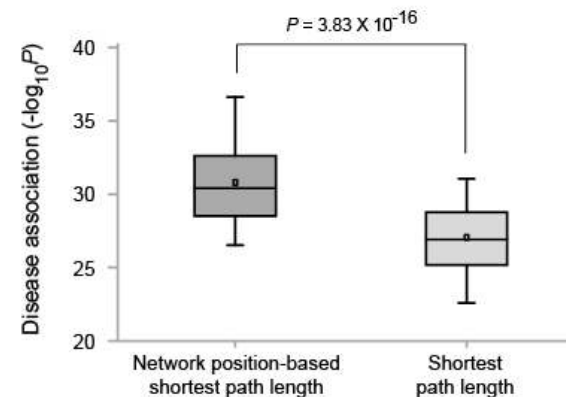 P = 3.83 X 10⁻¹⁶
Disease association (-log₁₀P)
40
35
30
25
20
Network position-based
shortest path length
Shortest
path length